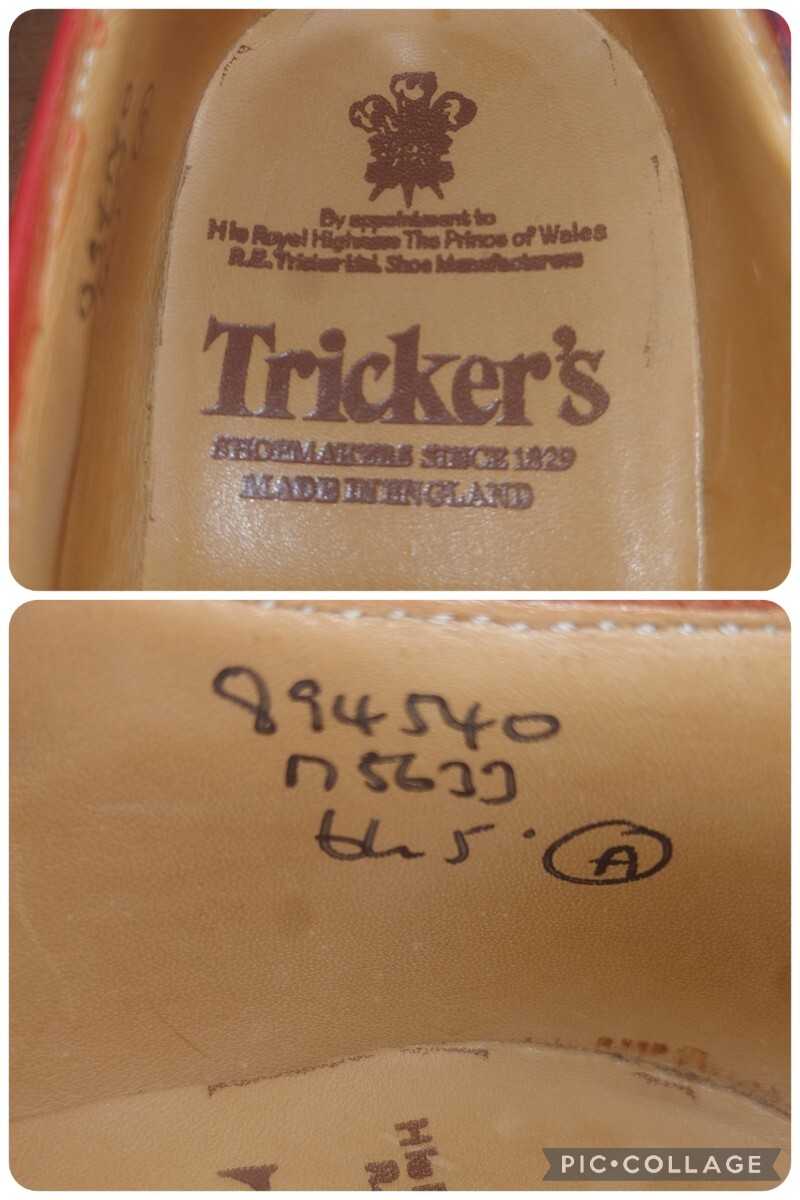 By appointment to
His Royal Highness The Prince of Wales
R.E. Tricker Ltd. Shoe Manufacturers
Tricker's
SHOEMAKERS SINCE 1829
MADE IN ENGLAND
894540
M5633
5
A
PIC•COLLAGE